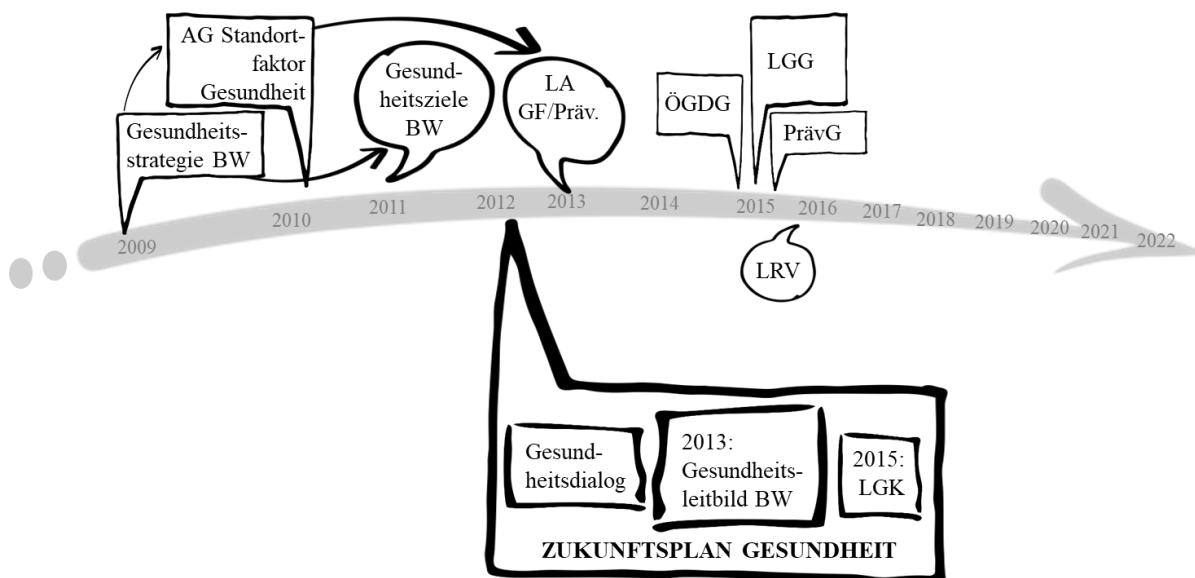 AG Standort-
faktor
Gesundheit
Gesundheits-
strategie BW
Gesund-
heitsziele
BW
LA
GF/Präv.
ÖGDG
LGG
PrävG
2009
2010
2011
2012
2013
2014
2015
2016
2017
2018
2019
2020
2021
2022
LRV
Gesund-
heitsdialog
2013:
Gesundheits-
leitbild BW
2015:
LGK
ZUKUNFTSPLAN GESUNDHEIT